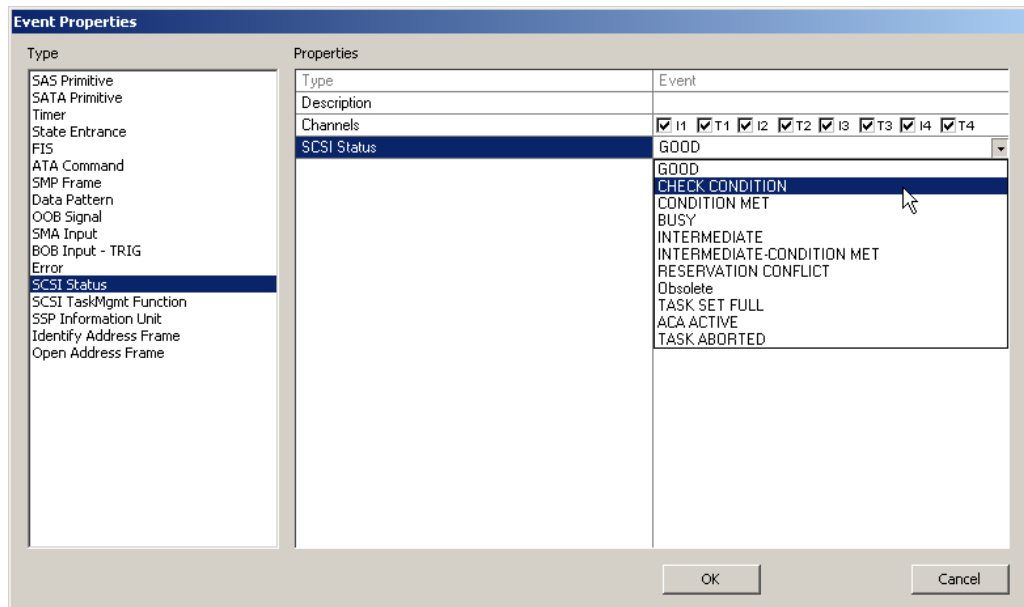 Event Properties
Type
Properties
SAS Primitive
SATA Primitive
Timer
State Entrance
FIS
ATA Command
SMP Frame
Data Pattern
OOB Signal
SMA Input
BOB Input - TRIG
Error
SCSI Status
SCSI TaskMgmt Function
SSP Information Unit
Identify Address Frame
Open Address Frame
Type Event
Description
Channels I1 T1 I2 T2 I3 T3 I4 T4
SCSI Status GOOD
GOOD
CHECK CONDITION
CONDITION MET
BUSY
INTERMEDIATE
INTERMEDIATE-CONDITION MET
RESERVATION CONFLICT
Obsolete
TASK SET FULL
ACA ACTIVE
TASK ABORTED
OK Cancel